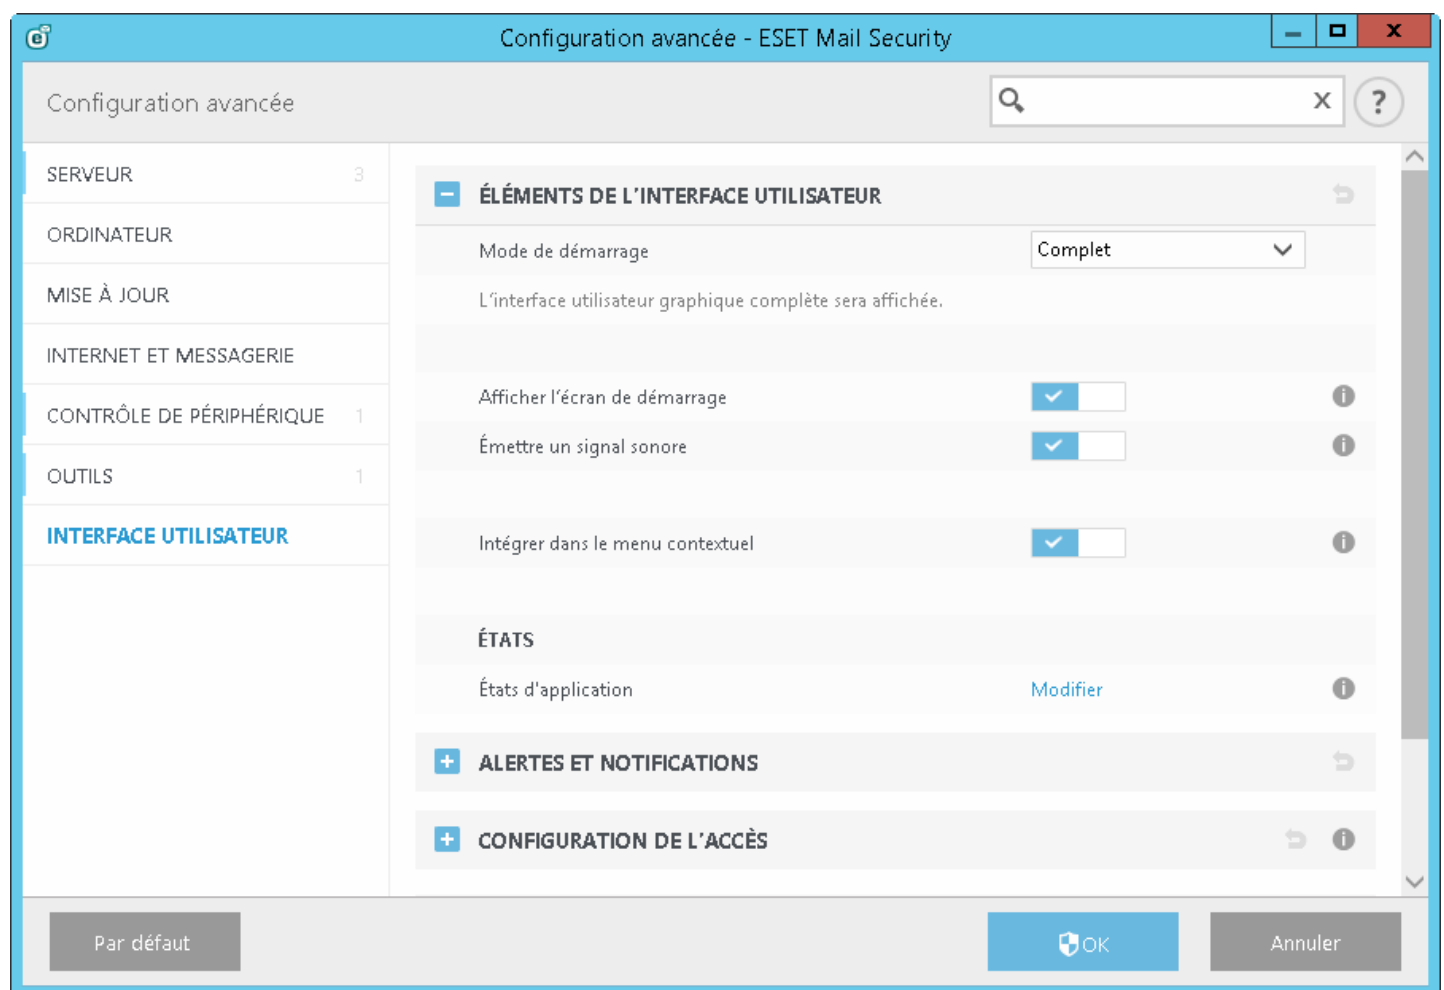 Configuration avancée - ESET Mail Security
Configuration avancée
?
SERVEUR 3
ORDINATEUR
MISE À JOUR
INTERNET ET MESSAGERIE
CONTRÔLE DE PÉRIPHÉRIQUE 1
OUTILS 1
INTERFACE UTILISATEUR
ÉLÉMENTS DE L'INTERFACE UTILISATEUR
Mode de démarrage Complet
L'interface utilisateur graphique complète sera affichée.
Afficher l'écran de démarrage
Émettre un signal sonore
Intégrer dans le menu contextuel
ÉTATS
États d'application Modifier
ALERTES ET NOTIFICATIONS
CONFIGURATION DE L'ACCÈS
Par défaut OK Annuler